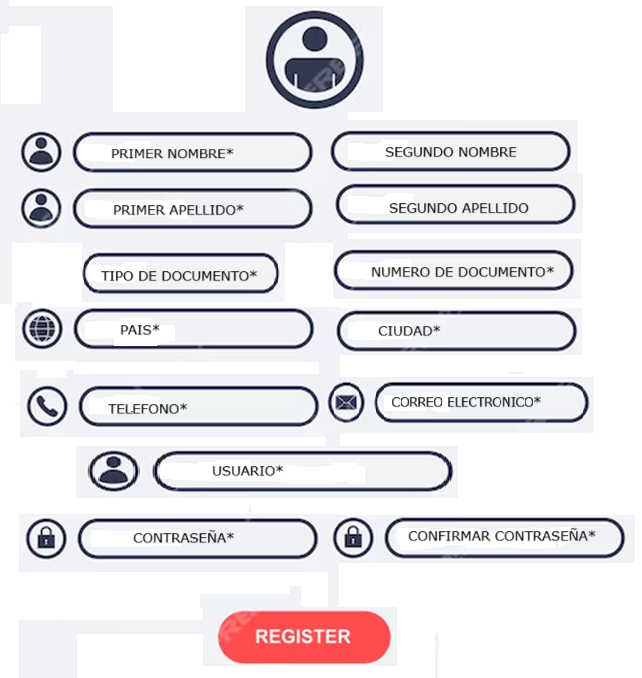 PRIMER NOMBRE*
SEGUNDO NOMBRE
PRIMER APELLIDO*
SEGUNDO APELLIDO
TIPO DE DOCUMENTO*
NUMERO DE DOCUMENTO*
PAIS*
CIUDAD*
TELEFONO*
CORREO ELECTRONICO*
USUARIO*
CONTRASEÑA*
CONFIRMAR CONTRASEÑA*
REGISTER